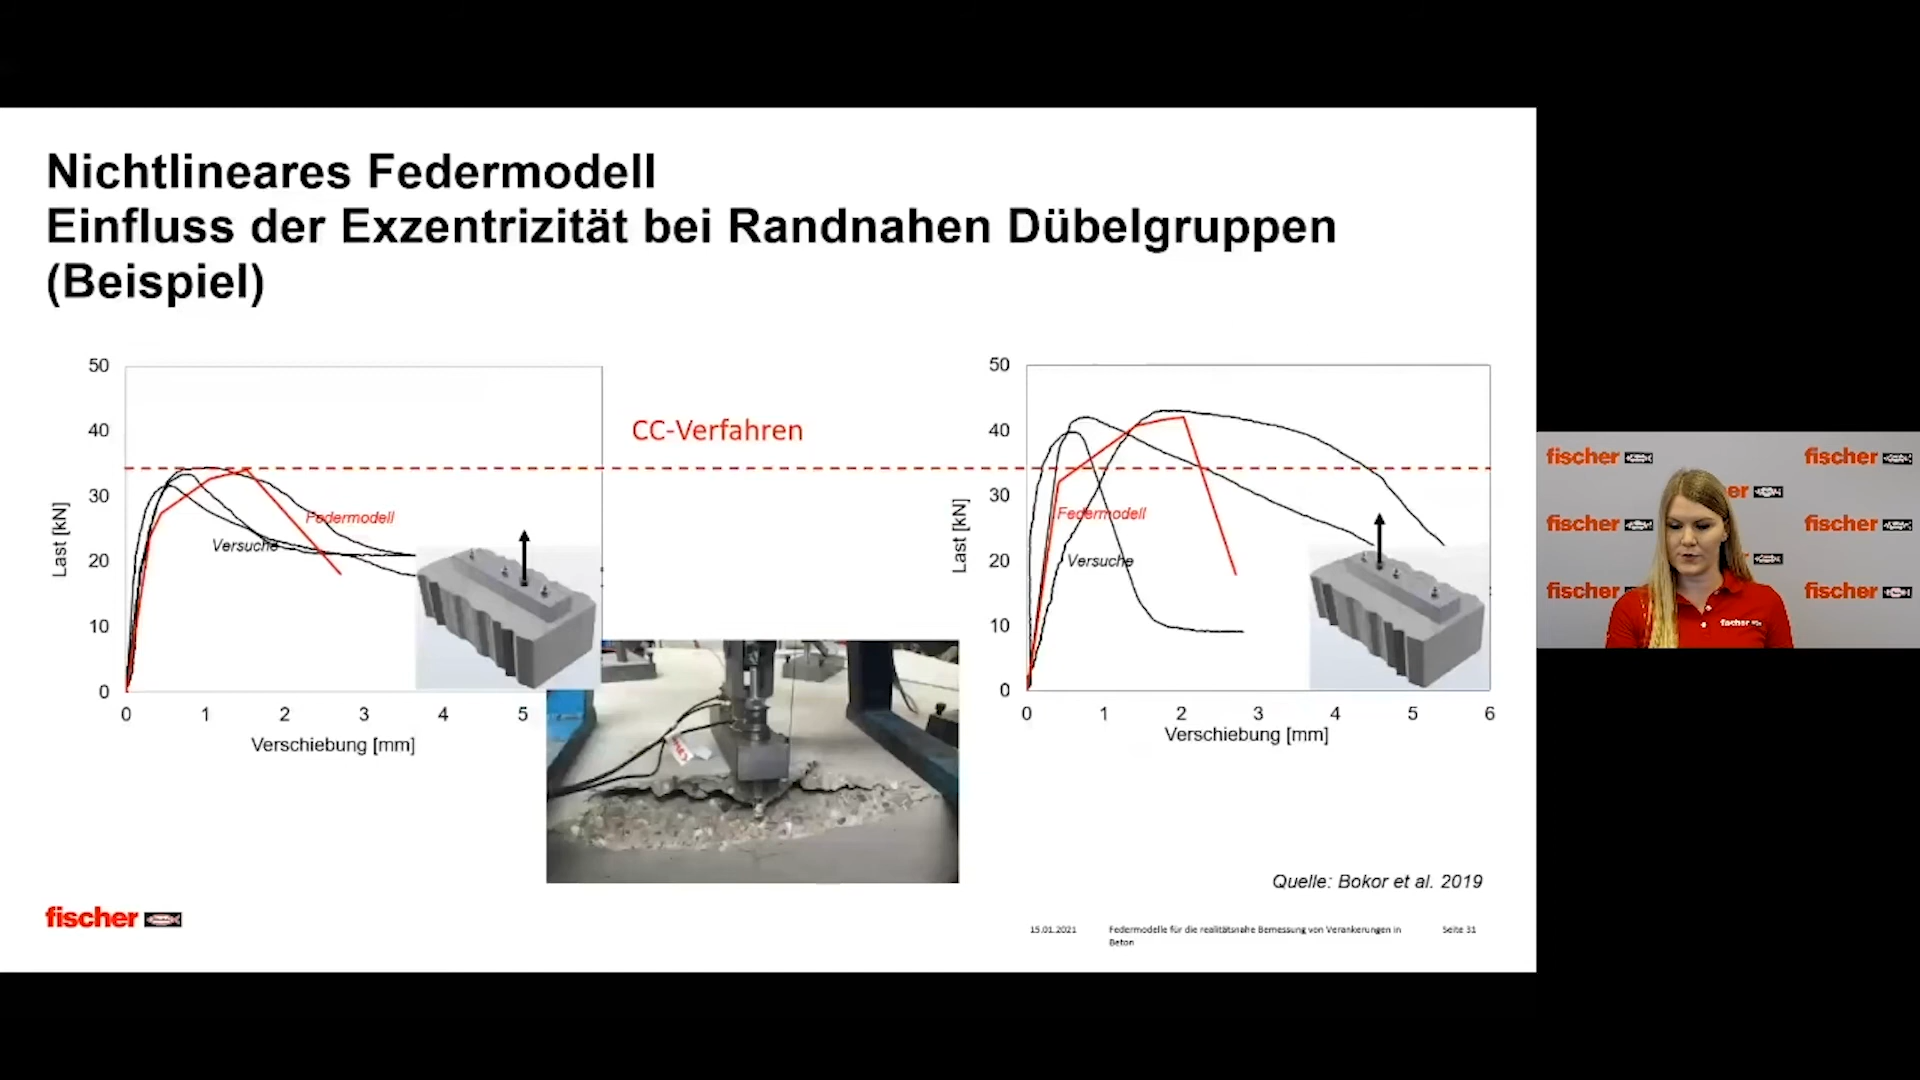 Nichtlineares Federmodell
Einfluss der Exzentrizität bei Randnahen Dübelgruppen
(Beispiel)
50
40
30
20
10
0
Last [kN]
0 1 2 3 4 5
Verschiebung [mm]
Federmodell
Versuche
CC-Verfahren
50
40
30
20
10
0
Last [kN]
0 1 2 3 4 5 6
Verschiebung [mm]
Federmodell
Versuche
Quelle: Bokor et al. 2019
fischer
15.01.2021
Federmodelle für die realitätsnahe Bemessung von Verankerungen in
Beton
Seite 31
fischer
fischer
er
fischer
fischer
fischer
fischer
fischer